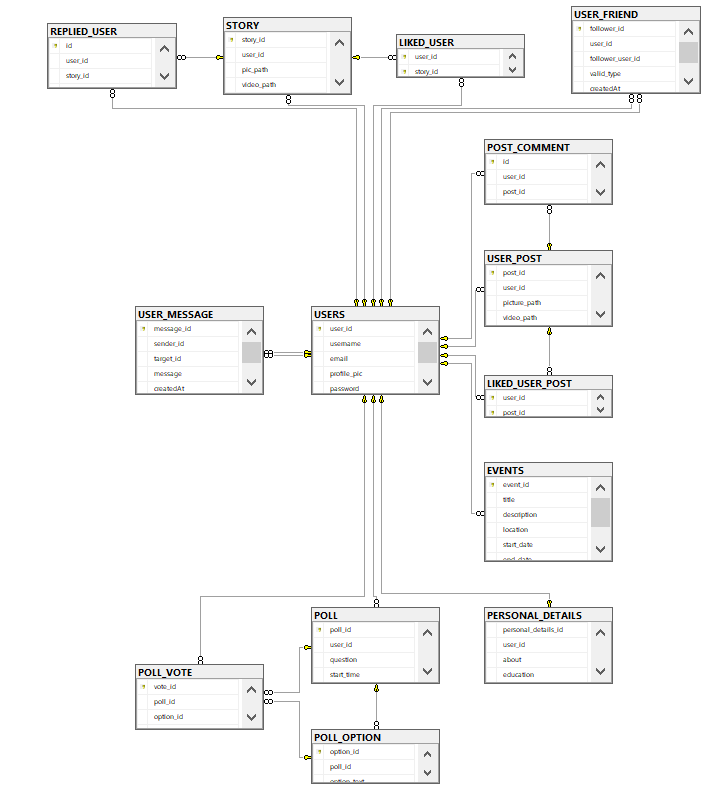 REPLIED_USER
id
user_id
story_id
STORY
story_id
user_id
pic_path
video_path
LIKED_USER
user_id
story_id
USER_FRIEND
follower_id
user_id
follower_user_id
valid_type
createdAt
POST_COMMENT
id
user_id
post_id
USER_POST
post_id
user_id
picture_path
video_path
USER_MESSAGE
message_id
sender_id
target_id
message
createdAt
USERS
user_id
username
email
profile_pic
password
LIKED_USER_POST
user_id
post_id
EVENTS
event_id
title
description
location
start_date
end_date
POLL
poll_id
user_id
question
start_time
PERSONAL_DETAILS
personal_details_id
user_id
about
education
POLL_VOTE
vote_id
poll_id
option_id
POLL_OPTION
option_id
poll_id
option_text